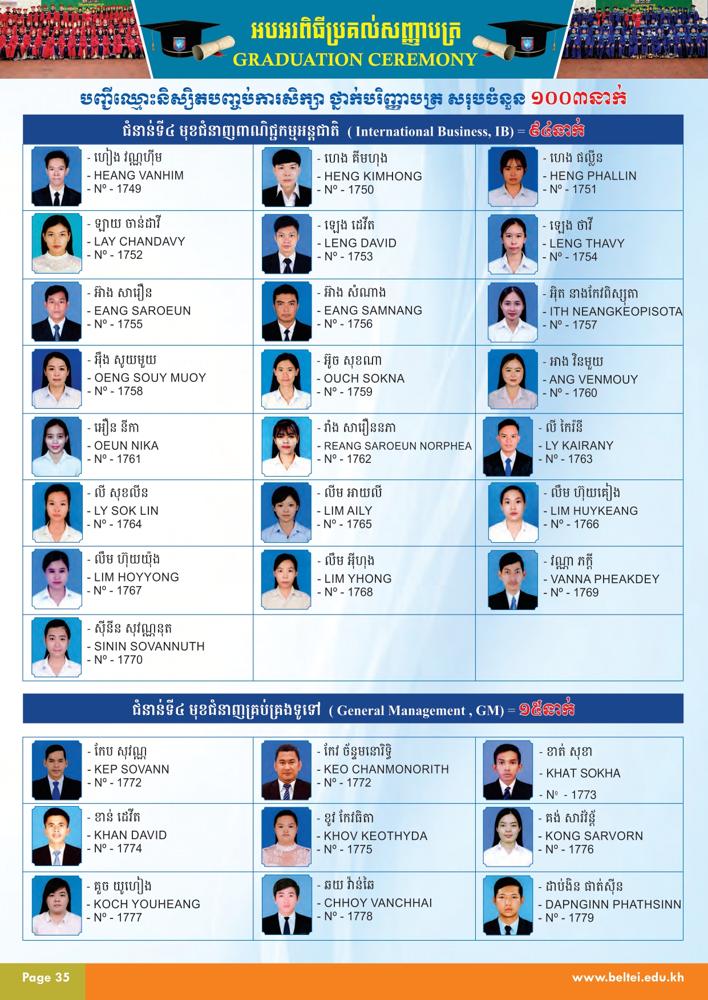 អបអរពិធីប្រគល់សញ្ញាបត្រ
GRADUATION CEREMONY
បញ្ជីឈ្មោះនិស្សិតបញ្ចប់ការសិក្សា ថ្នាក់បរិញ្ញាបត្រ សរុបចំនួន ១០០៣នាក់
ជំនាន់ទី៤ មុខជំនាញពាណិជ្ជកម្មអន្តរជាតិ ( International Business, IB) = ៩៤នាក់
- ហៀង វណ្ណហ៊ីម
- HEANG VANHIM
- Nº - 1749
- ហេង គីមហុង
- HENG KIMHONG
- Nº - 1750
- ហេង ផល្លីន
- HENG PHALLIN
- Nº - 1751
- ឡាយ ចាន់ដាវី
- LAY CHANDAVY
- Nº - 1752
- ឡេង ដេវីត
- LENG DAVID
- Nº - 1753
- ឡេង ថាវី
- LENG THAVY
- Nº - 1754
- អ៊ាង សារឿន
- EANG SAROEUN
- Nº - 1755
- អ៊ាង សំណាង
- EANG SAMNANG
- Nº - 1756
- អ៊ិត នាងកែវពិស្សតា
- ITH NEANGKEOPISOTA
- Nº - 1757
- អ៊ឹង សូយមួយ
- OENG SOUY MUOY
- Nº - 1758
- អ៊ូច សុខណា
- OUCH SOKNA
- Nº - 1759
- អាង វិនមួយ
- ANG VENMOUY
- Nº - 1760
- អឿន នីកា
- OEUN NIKA
- Nº - 1761
- រាំង សារឿននភា
- REANG SAROEUN NORPHEA
- Nº - 1762
- លី កៃរ៉នី
- LY KAIRANY
- Nº - 1763
- លី សុខលីន
- LY SOK LIN
- Nº - 1764
- លីម អាយលី
- LIM AILY
- Nº - 1765
- លឹម ហ៊ុយគៀង
- LIM HUYKEANG
- Nº - 1766
- លឹម ហ៊ុយយ៉ុង
- LIM HOYYONG
- Nº - 1767
- លឹម អ៊ីហុង
- LIM YHONG
- Nº - 1768
- វណ្ណា ភក្ដី
- VANNA PHEAKDEY
- Nº - 1769
- ស៊ីនីន សុវណ្ណនុត
- SININ SOVANNUTH
- Nº - 1770
ជំនាន់ទី៤ មុខជំនាញគ្រប់គ្រងទូទៅ ( General Management , GM) = ១៥នាក់
- កែប សុវណ្ណ
- KEP SOVANN
- Nº - 1772
- កែវ ច័ន្ទមនោរិទ្ធិ
- KEO CHANMONORITH
- Nº - 1772
- ខាត់ សុខា
- KHAT SOKHA
- Nº - 1773
- ខាន់ ដេវីត
- KHAN DAVID
- Nº - 1774
- ខូវ កែវធិតា
- KHOV KEOTHYDA
- Nº - 1775
- គង់ សាវ៉ន្ត័
- KONG SARVORN
- Nº - 1776
- គួច យូហៀង
- KOCH YOUHEANG
- Nº - 1777
- ឆយ វ៉ាន់ឆៃ
- CHHOY VANCHHAI
- Nº - 1778
- ដាប់ងិន ផាត់ស៊ីន
- DAPNGINN PHATHSINN
- Nº - 1779
Page 35
www.beltei.edu.kh